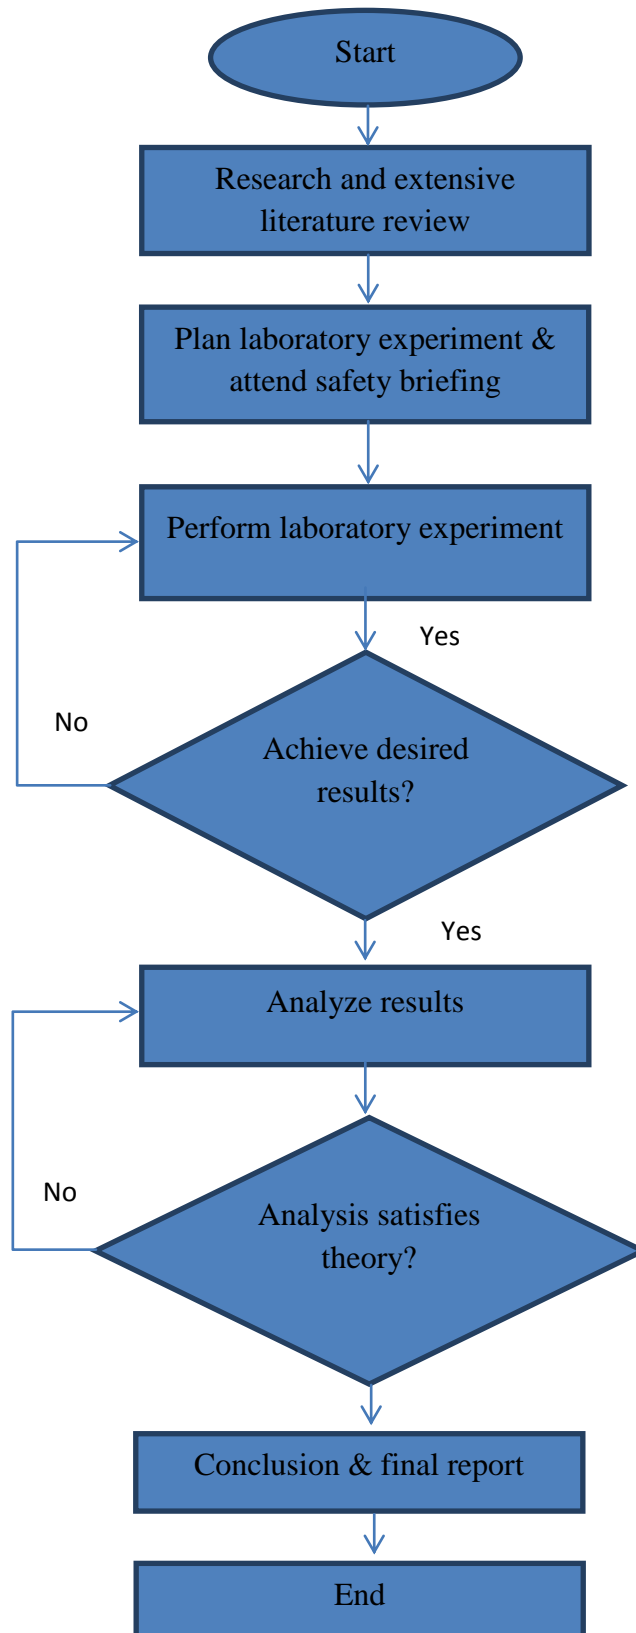 Start
Research and extensive
literature review
Plan laboratory experiment &
attend safety briefing
Perform laboratory experiment
Yes
No
Achieve desired
results?
Yes
Analyze results
No
Analysis satisfies
theory?
Conclusion & final report
End